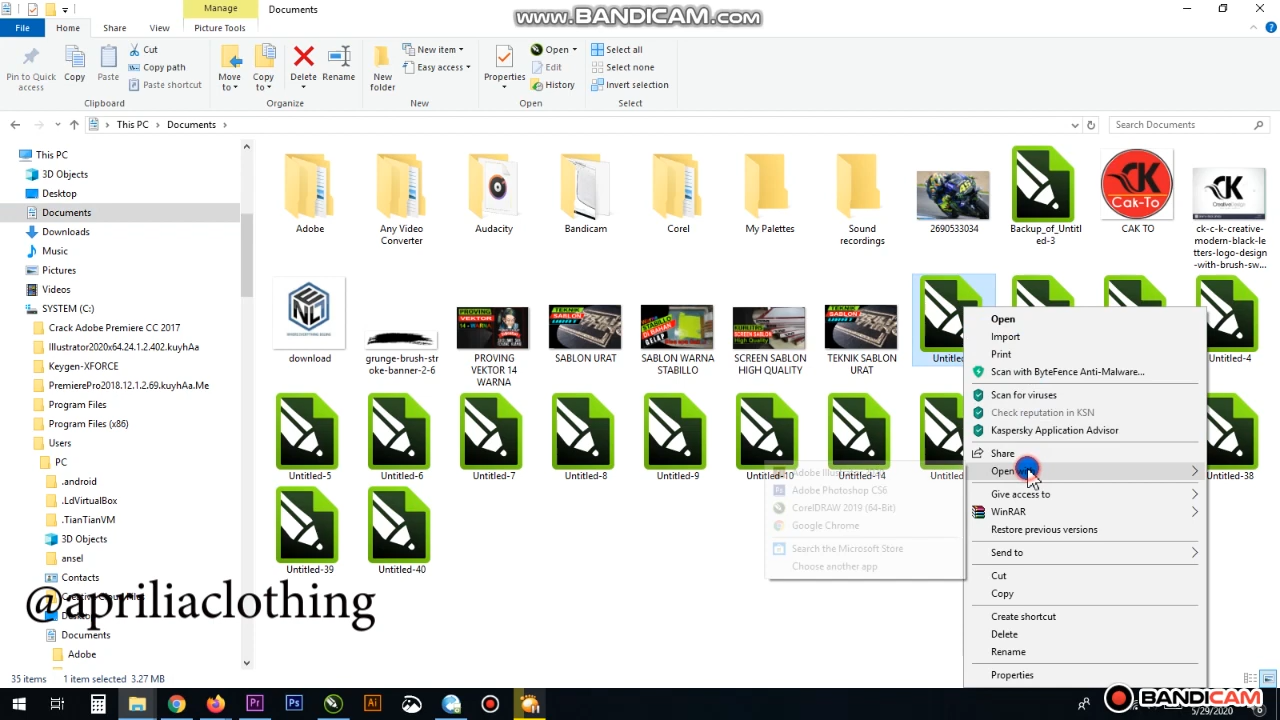 Manage
Documents
www.BANDICAM.com
File
Home
Share
View
Picture Tools
Pin to Quick access
Copy
Paste
Cut
Copy path
Paste shortcut
Move to
Copy to
Delete
Rename
New folder
New item
Easy access
Properties
Open
Edit
History
Select all
Select none
Invert selection
Clipboard
Organize
New
Open
Select
This PC
Documents
Search Documents
This PC
3D Objects
Desktop
Documents
Downloads
Music
Pictures
Videos
SYSTEM (C:)
Crack Adobe Premiere CC 2017
Illustrator2020x64.24.1.2.402.kuyhAa
Keygen-XFORCE
PremierePro2018.12.1.2.69.kuyhAa.Me
Program Files
Program Files (x86)
Users
PC
.android
.LdVirtualBox
.TianTianVM
3D Objects
ansel
Contacts
Documents
Adobe
@apriliaclothing
Adobe
Any Video Converter
Audacity
Bandicam
Corel
My Palettes
Sound recordings
2690533034
Backup_of_Untitl
ed-3
CK
Cak-To
CAK TO
CK
ck-c-k-creative-
modern-black-le
tters-logo-design
-with-brush-sw...
download
grunge-brush-str
oke-banner-2-6
PROVING
VEKTOR 14
WARNA
SABLON URAT
SABLON WARNA
STABILLO
SCREEN SABLON
HIGH QUALITY
TEKNIK SABLON
URAT
Untitled-4
Untitled-5
Untitled-6
Untitled-7
Untitled-8
Untitled-9
Untitled-10
Untitled-14
Untitled-38
Untitled-39
Untitled-40
Open
Import
Print
Scan with ByteFence Anti-Malware...
Scan for viruses
Check reputation in KSN
Kaspersky Application Advisor
Share
Open
Give access to
WinRAR
Restore previous versions
Send to
Cut
Copy
Create shortcut
Delete
Rename
Properties
Adobe Photoshop CS6
CorelDRAW 2019 (64-Bit)
Google Chrome
Search the Microsoft Store
Choose another app
35 items
1 item selected 3.27 MB
BANDICAM
5/29/2020